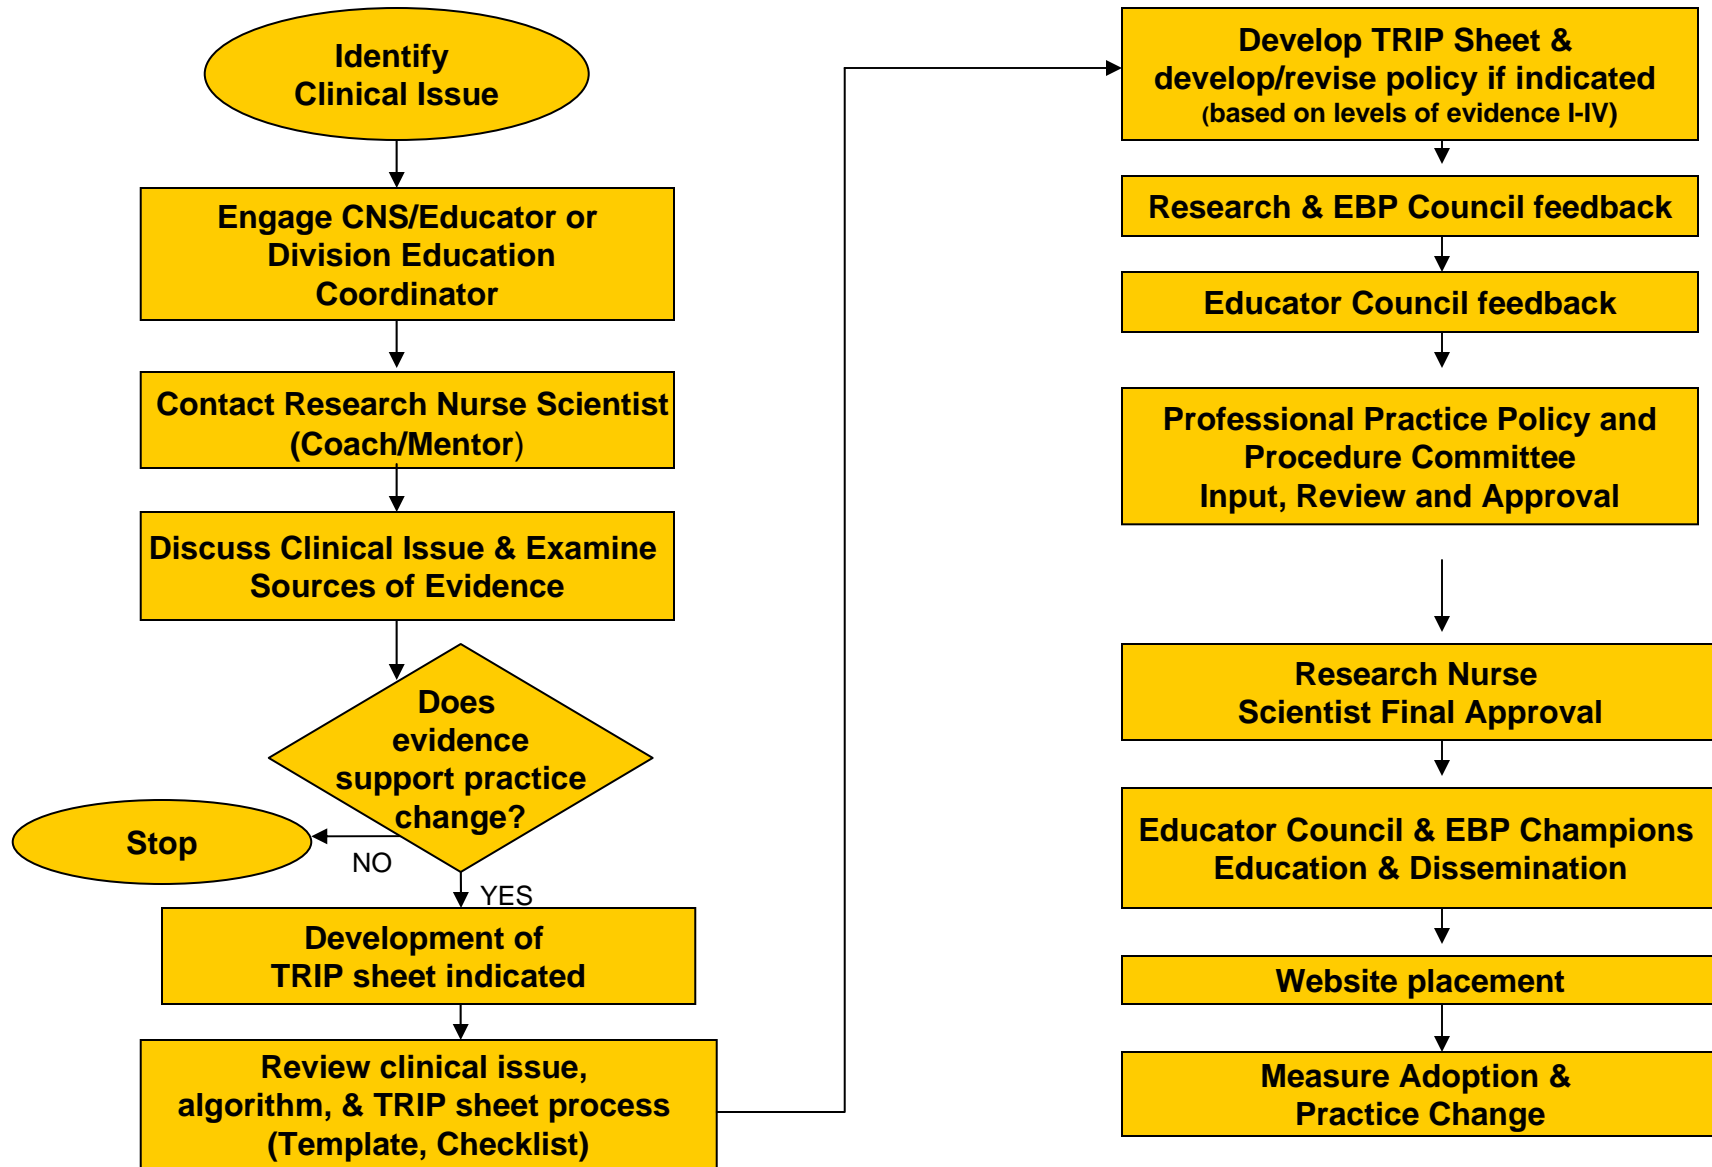 Identify
Clinical Issue
Engage CNS/Educator or
Division Education
Coordinator
Contact Research Nurse Scientist
(Coach/Mentor)
Discuss Clinical Issue & Examine
Sources of Evidence
Does
evidence
support practice
change?
Stop
NO
YES
Development of
TRIP sheet indicated
Review clinical issue,
algorithm, & TRIP sheet process
(Template, Checklist)
Develop TRIP Sheet &
develop/revise policy if indicated
(based on levels of evidence I-IV)
Research & EBP Council feedback
Educator Council feedback
Professional Practice Policy and
Procedure Committee
Input, Review and Approval
Research Nurse
Scientist Final Approval
Educator Council & EBP Champions
Education & Dissemination
Website placement
Measure Adoption &
Practice Change